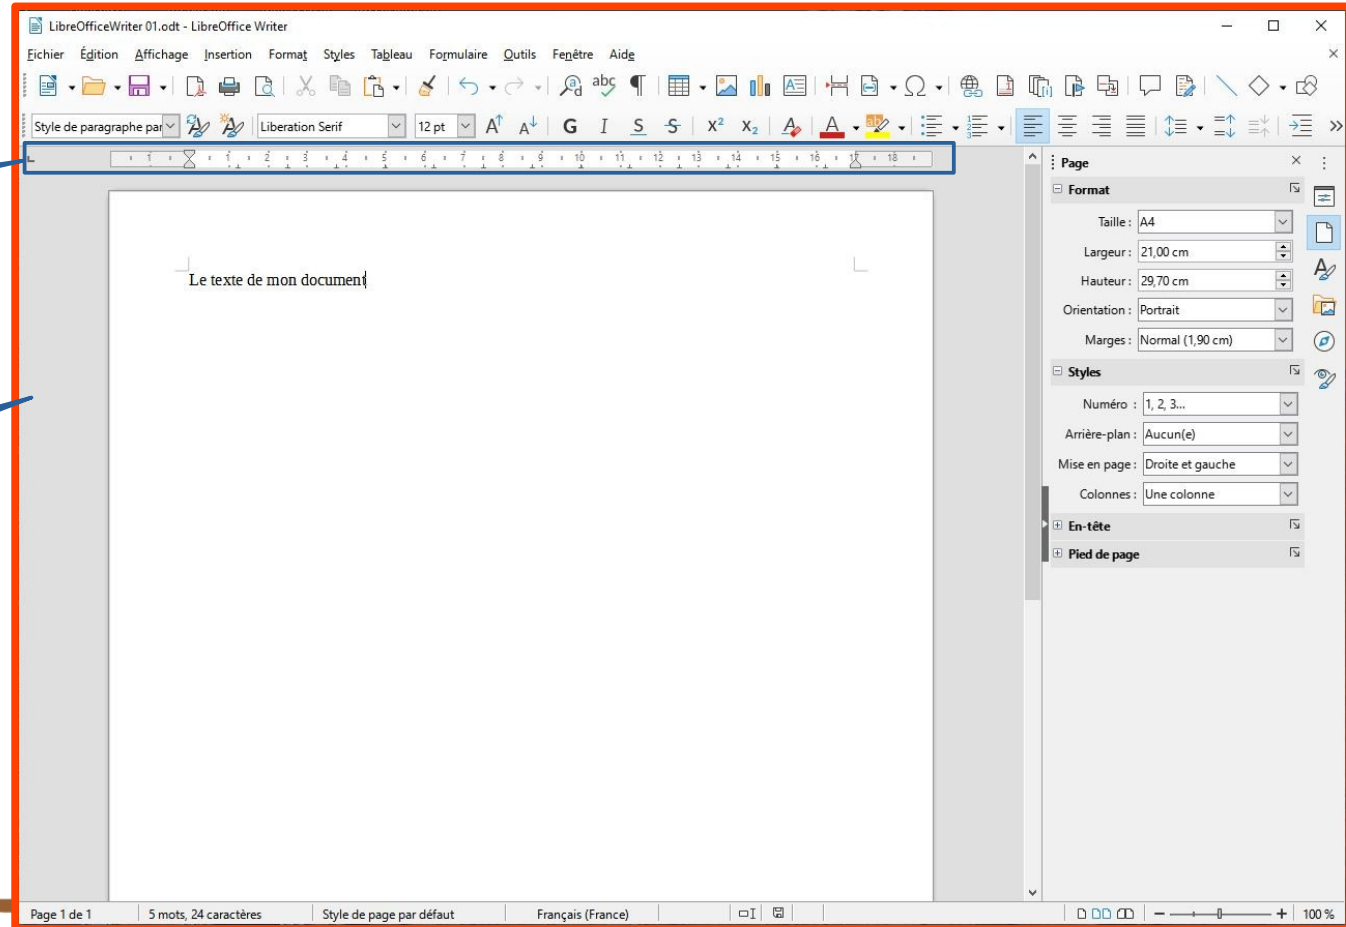 LibreOfficeWriter 01.odt - LibreOffice Writer
Fichier Édition Affichage Insertion Format Styles Tableau Formulaire Outils Fenêtre Aide
Style de paragraphe par Liberation Serif 12 pt A A G I S S X² X₂ A A
1 1 2 3 4 5 6 7 8 9 10 11 12 13 14 15 16 17 18
Le texte de mon document
Page
Format
Taille : A4
Largeur : 21,00 cm
Hauteur : 29,70 cm
Orientation : Portrait
Marges : Normal (1,90 cm)
Styles
Numéro : 1, 2, 3...
Arrière-plan : Aucun(e)
Mise en page : Droite et gauche
Colonnes : Une colonne
En-tête
Pied de page
Page 1 de 1 5 mots, 24 caractères Style de page par défaut Français (France) 100 %